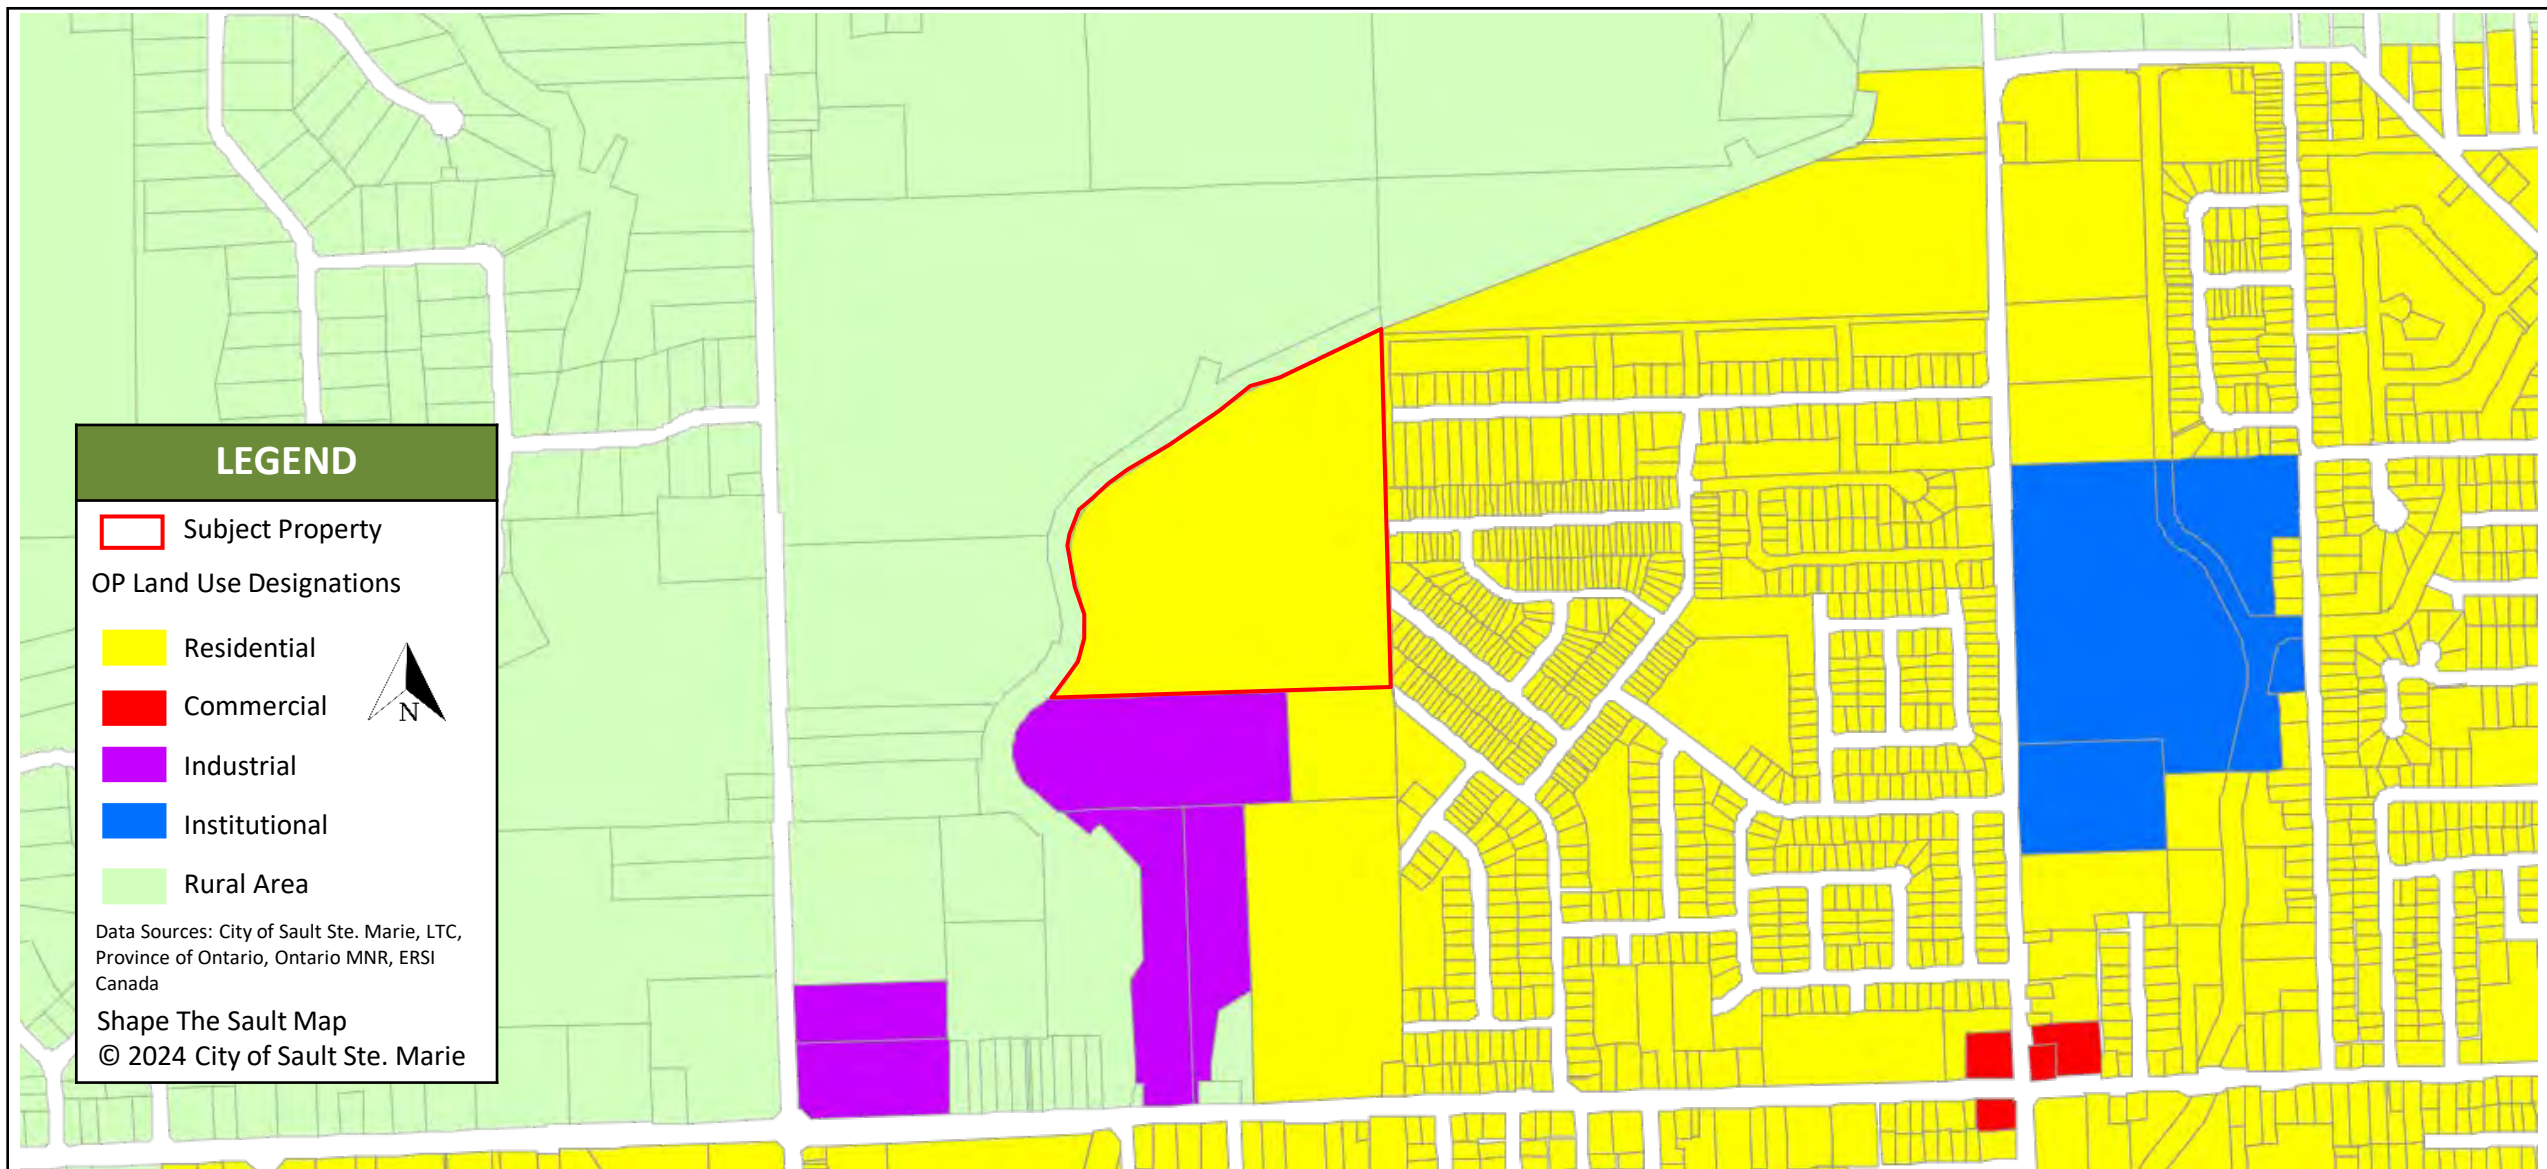 LEGEND
Subject Property
OP Land Use Designations
Residential
Commercial
N
Industrial
Institutional
Rural Area
Data Sources: City of Sault Ste. Marie, LTC,
Province of Ontario, Ontario MNR, ERSI
Canada
Shape The Sault Map
© 2024 City of Sault Ste. Marie